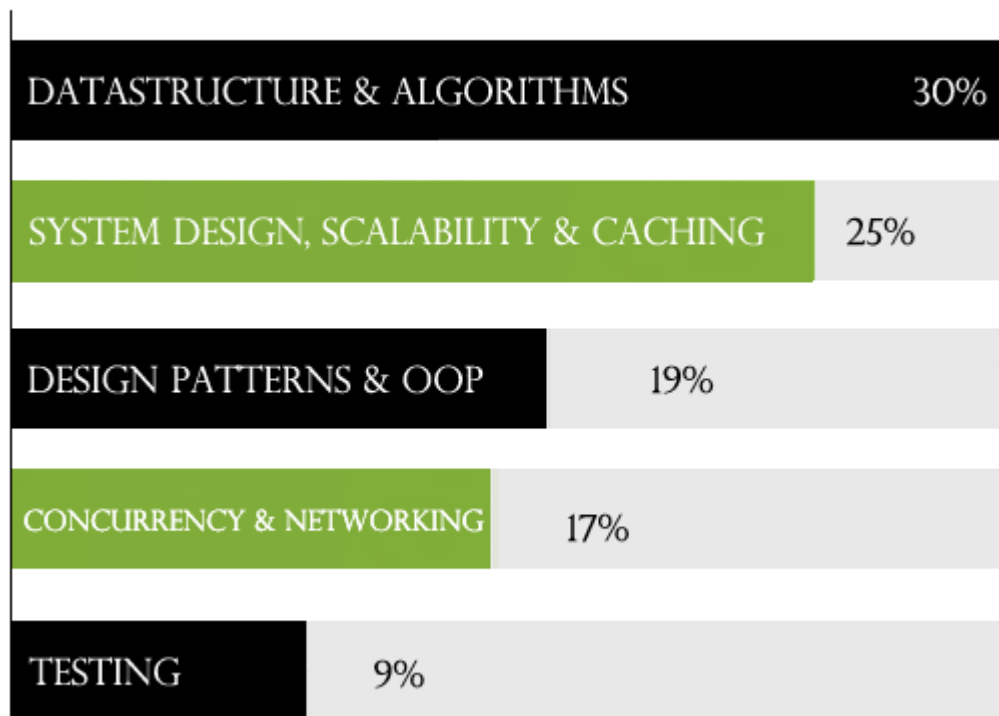 DATASTRUCTURE & ALGORITHMS 30%
SYSTEM DESIGN, SCALABILITY & CACHING 25%
DESIGN PATTERNS & OOP 19%
CONCURRENCY & NETWORKING 17%
TESTING 9%